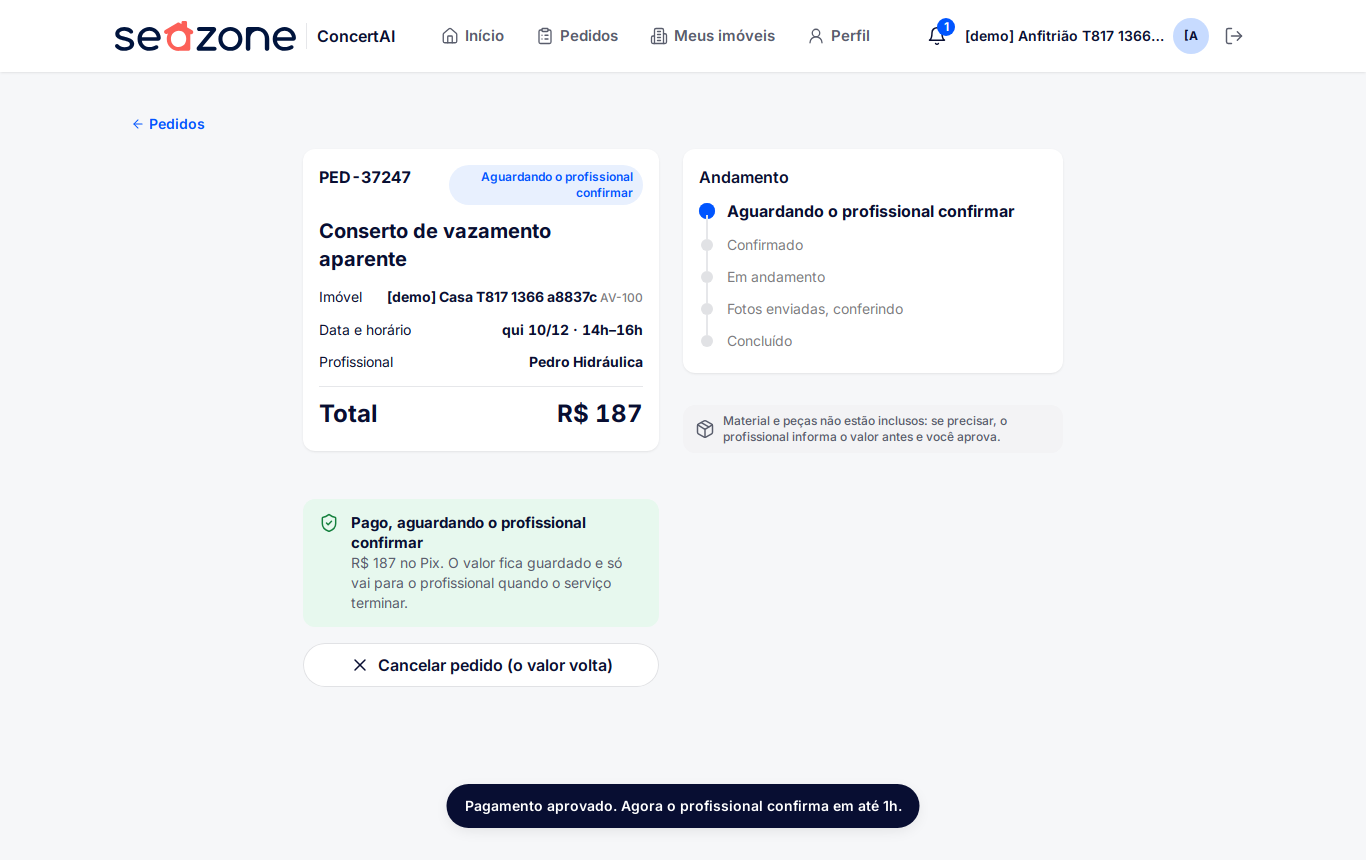 seazone
ConcertAI
Início
Pedidos
Meus imóveis
Perfil
1
[demo] Anfitrião T817 1366...
[A
Pedidos
PED-37247
Aguardando o profissional
confirmar
Conserto de vazamento
aparente
Imóvel
[demo] Casa T817 1366 a8837c AV-100
Data e horário
qui 10/12 · 14h–16h
Profissional
Pedro Hidráulica
Total
R$ 187
Andamento
Aguardando o profissional confirmar
Confirmado
Em andamento
Fotos enviadas, conferindo
Concluído
Material e peças não estão inclusos: se precisar, o
profissional informa o valor antes e você aprova.
Pago, aguardando o profissional
confirmar
R$ 187 no Pix. O valor fica guardado e só
vai para o profissional quando o serviço
terminar.
Cancelar pedido (o valor volta)
Pagamento aprovado. Agora o profissional confirma em até 1h.